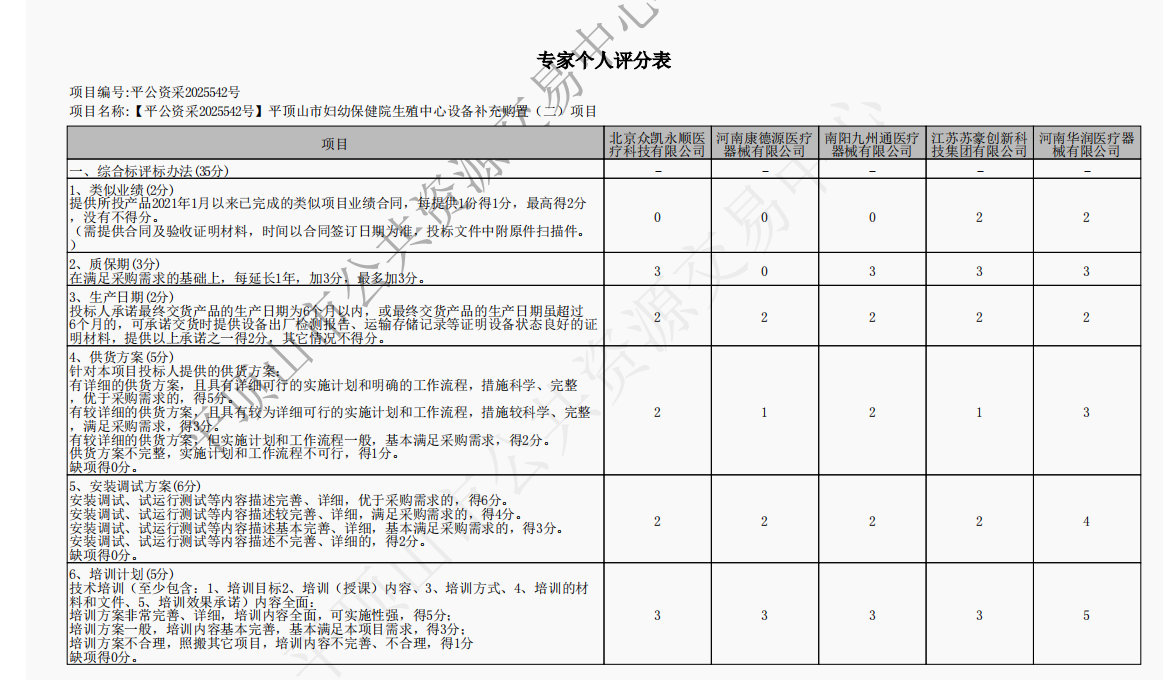 专家个人评分表
项目编号:平公资采2025542号
项目名称:【平公资采2025542号】平顶山市妇幼保健院生殖中心设备补充购置（二）项目
项目
北京众凯永顺医疗科技有限公司
河南康德源医疗器械有限公司
南阳九州通医疗器械有限公司
江苏苏豪创新科技集团有限公司
河南华润医疗器械有限公司
一、综合标评标办法(35分) - - - - -
1、类似业绩(2分)
提供所投产品2021年1月以来已完成的类似项目业绩合同，每提供1份得1分，最高得2分
，没有不得分。
（需提供合同及验收证明材料，时间以合同签订日期为准，投标文件中附原件扫描件。
）
0 0 0 2 2
2、质保期(3分)
在满足采购需求的基础上，每延长1年，加3分，最多加3分。
3 0 3 3 3
3、生产日期(2分)
投标人承诺最终交货产品的生产日期为6个月以内，或最终交货产品的生产日期虽超过
6个月的，可承诺交货时提供设备出厂检测报告、运输存储记录等证明设备状态良好的证
明材料，提供以上承诺之一得2分，其它情况不得分。
2 2 2 2 2
4、供货方案(5分)
针对本项目投标人提供的供货方案：
有详细的供货方案，且具有详细可行的实施计划和明确的工作流程，措施科学、完整
，优于采购需求的，得5分。
有较详细的供货方案，且具有较为详细可行的实施计划和工作流程，措施较科学、完整
，满足采购需求，得3分。
有较详细的供货方案，但实施计划和工作流程一般，基本满足采购需求，得2分。
供货方案不完整，实施计划和工作流程不可行，得1分。
缺项得0分。
2 1 2 1 3
5、安装调试方案(6分)
安装调试、试运行测试等内容描述完善、详细，优于采购需求的，得6分。
安装调试、试运行测试等内容描述较完善、详细，满足采购需求的，得4分。
安装调试、试运行测试等内容描述基本完善、详细，基本满足采购需求的，得3分。
安装调试、试运行测试等内容描述不完善、详细的，得2分。
缺项得0分。
2 2 2 2 4
6、培训计划(5分)
技术培训（至少包含：1、培训目标2、培训（授课）内容、3、培训方式、4、培训的材
料和文件、5、培训效果承诺）内容全面：
培训方案非常完善、详细，培训内容全面，可实施性强，得5分；
培训方案一般，培训内容基本完善，基本满足本项目需求，得3分；
培训方案不合理，照搬其它项目，培训内容不完善、不合理，得1分
缺项得0分。
3 3 3 3 5
平顶山市公共资源交易中心
平顶山市公共资源交易中心